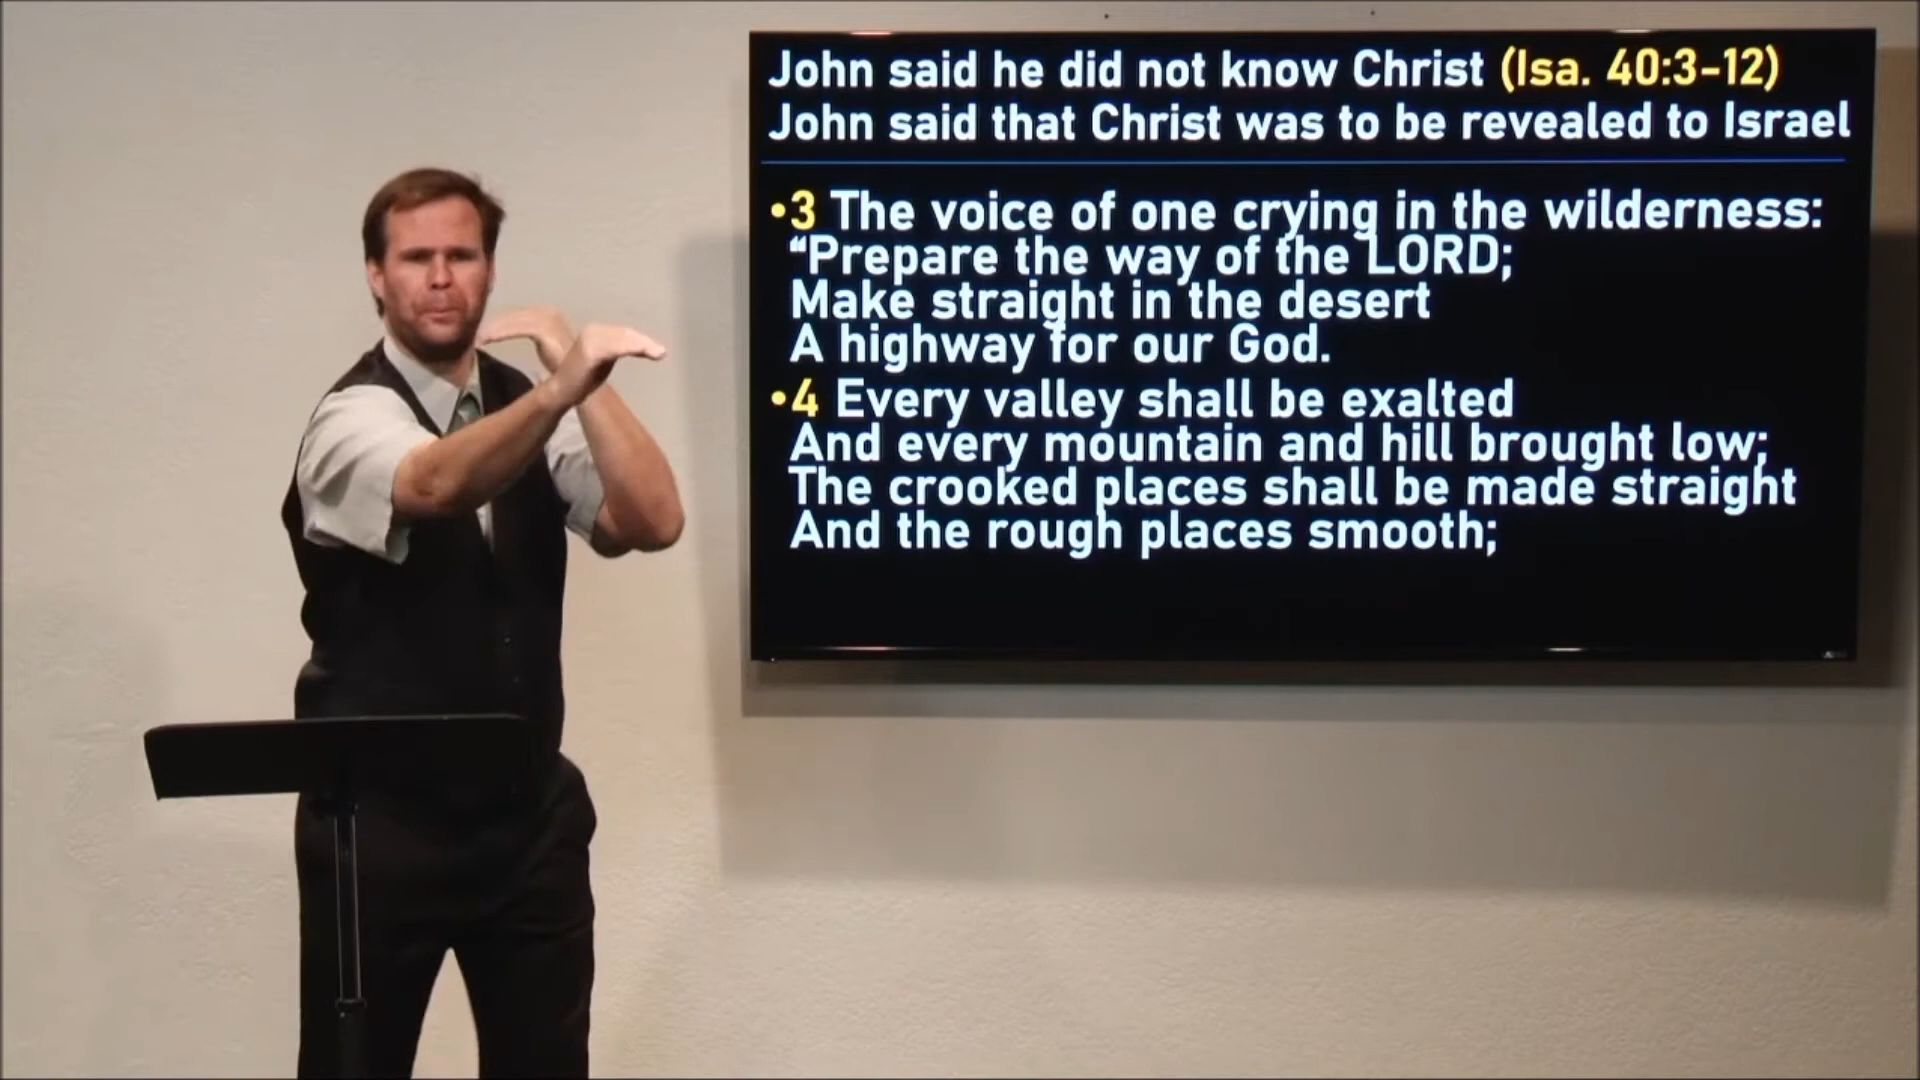 John said he did not know Christ (Isa. 40:3-12)
John said that Christ was to be revealed to Israel
•3 The voice of one crying in the wilderness:
“Prepare the way of the LORD;
Make straight in the desert
A highway for our God.
•4 Every valley shall be exalted
And every mountain and hill brought low;
The crooked places shall be made straight
And the rough places smooth;